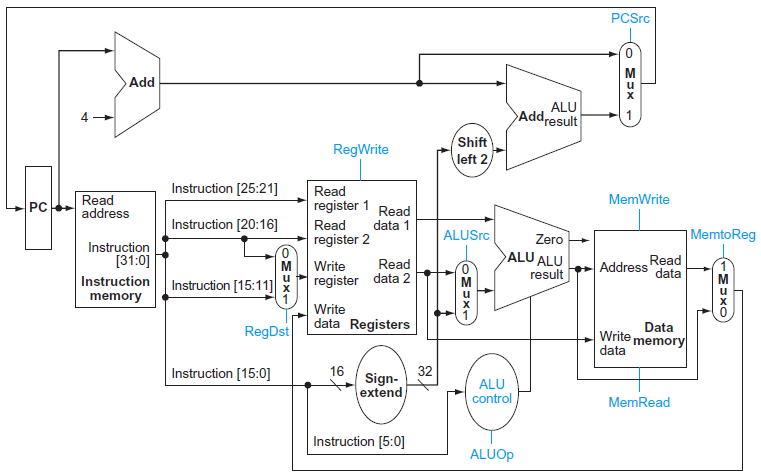 PCSrc
0
M
u
x
1
Add
4
Add
ALU
result
Shift
left 2
RegWrite
PC
Read
address
Instruction
[31:0]
Instruction
memory
Instruction [25:21]
Instruction [20:16]
Instruction [15:11]
0
M
u
x
1
RegDst
Read
register 1
Read
data 1
Read
register 2
Write
register
Read
data 2
Write
data
Registers
ALUSrc
0
M
u
x
1
Zero
ALU
ALU
result
MemWrite
Address
Read
data
Write
data
Data
memory
MemRead
MemtoReg
1
M
u
x
0
Instruction [15:0]
16
Sign-
extend
32
ALU
control
Instruction [5:0]
ALUOp